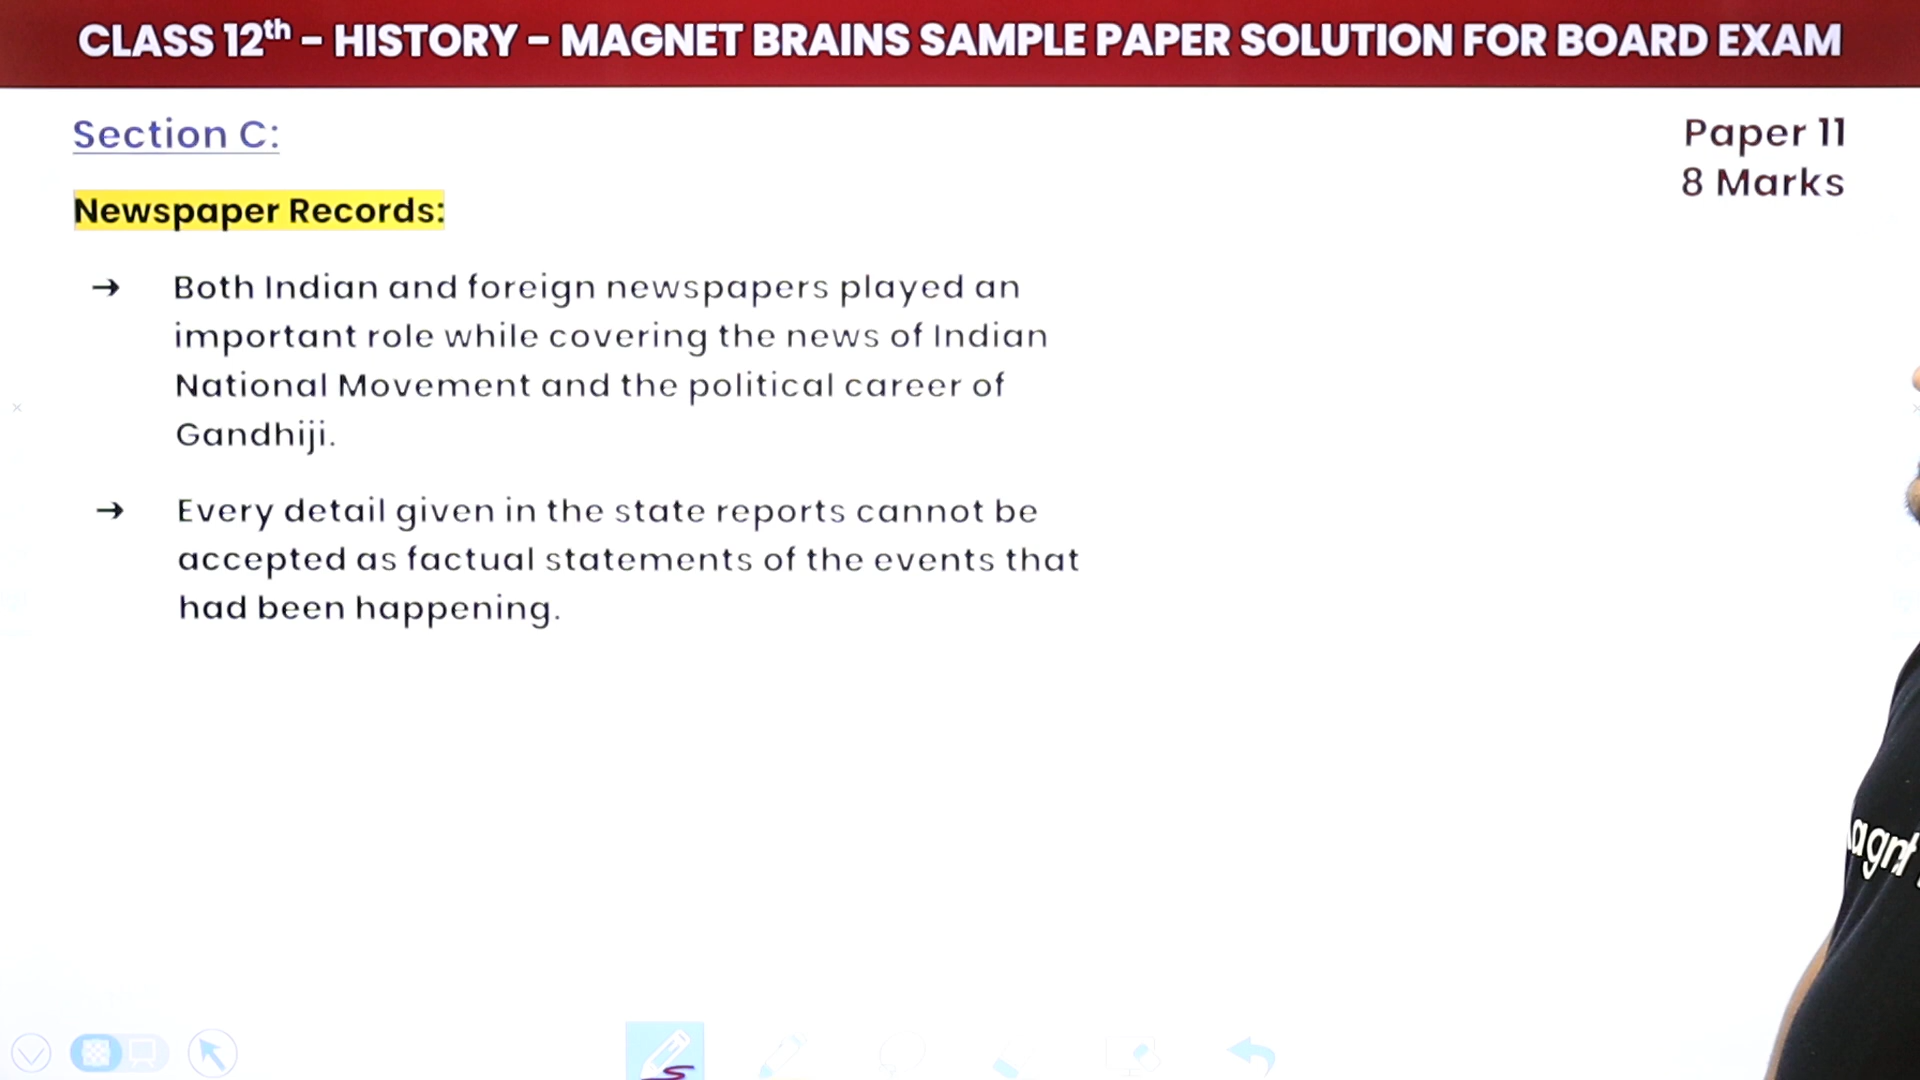 CLASS 12th - HISTORY - MAGNET BRAINS SAMPLE PAPER SOLUTION FOR BOARD EXAM
Section C:
Paper 11
8 Marks
Newspaper Records:
→ Both Indian and foreign newspapers played an
important role while covering the news of Indian
National Movement and the political career of
Gandhiji.
→ Every detail given in the state reports cannot be
accepted as factual statements of the events that
had been happening.